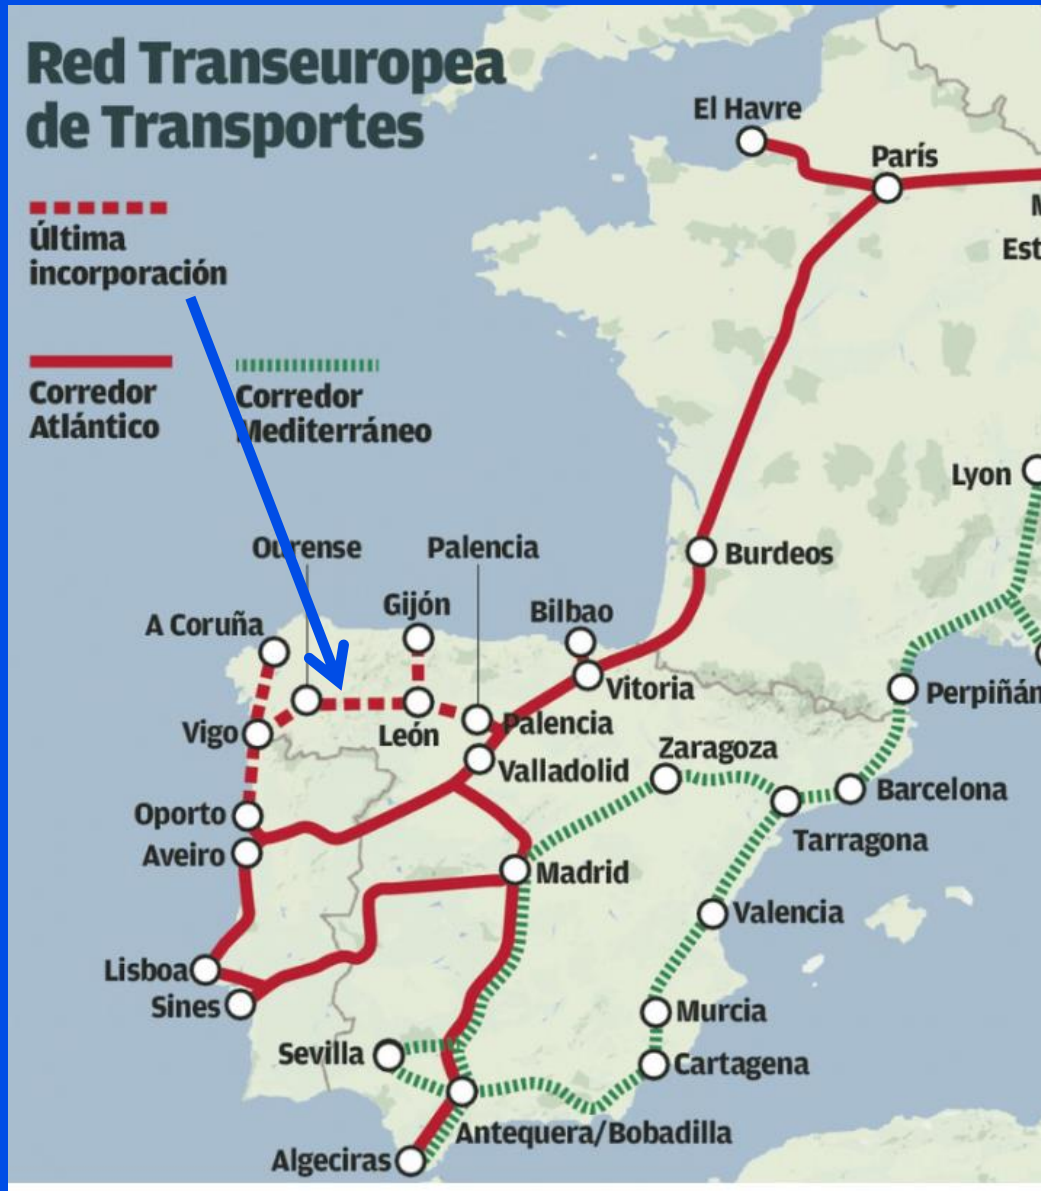 Red Transeuropea
de Transportes
Última
incorporación
Corredor
Atlántico
Corredor
Mediterráneo
El Havre
París
M
Est
Lyon
Burdeos
Ourense
Palencia
A Coruña
Gijón
Bilbao
Vitoria
Perpiñán
Vigo
León
Palencia
Zaragoza
Valladolid
Barcelona
Oporto
Tarragona
Aveiro
Madrid
Valencia
Lisboa
Sines
Murcia
Sevilla
Cartagena
Antequera/Bobadilla
Algeciras